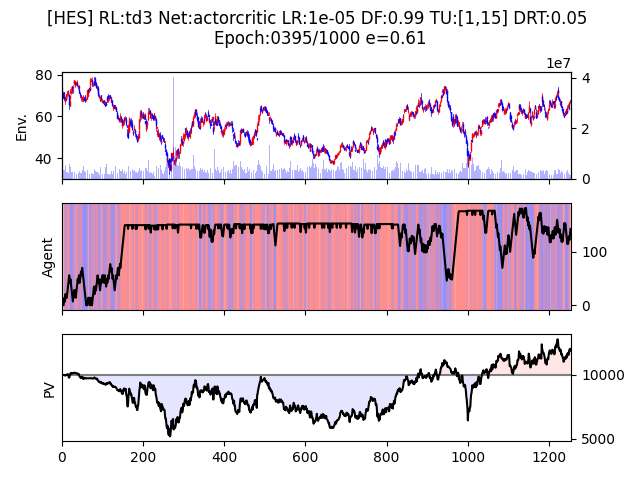 [HES] RL:td3 Net:actorcritic LR:1e-05 DF:0.99 TU:[1,15] DRT:0.05
Epoch:0395/1000 e=0.61
1e7
80
60
40
Env.
4
2
0
Agent
100
0
PV
10000
5000
0 200 400 600 800 1000 1200